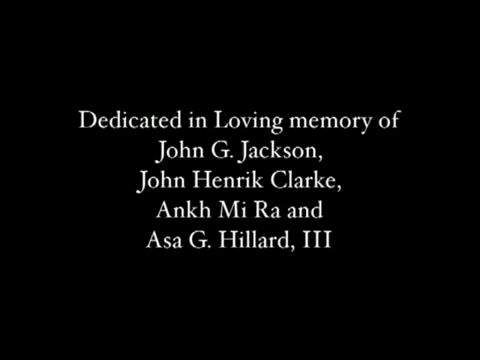 Dedicated in Loving memory of
John G. Jackson,
John Henrik Clarke,
Ankh Mi Ra and
Asa G. Hillard, III